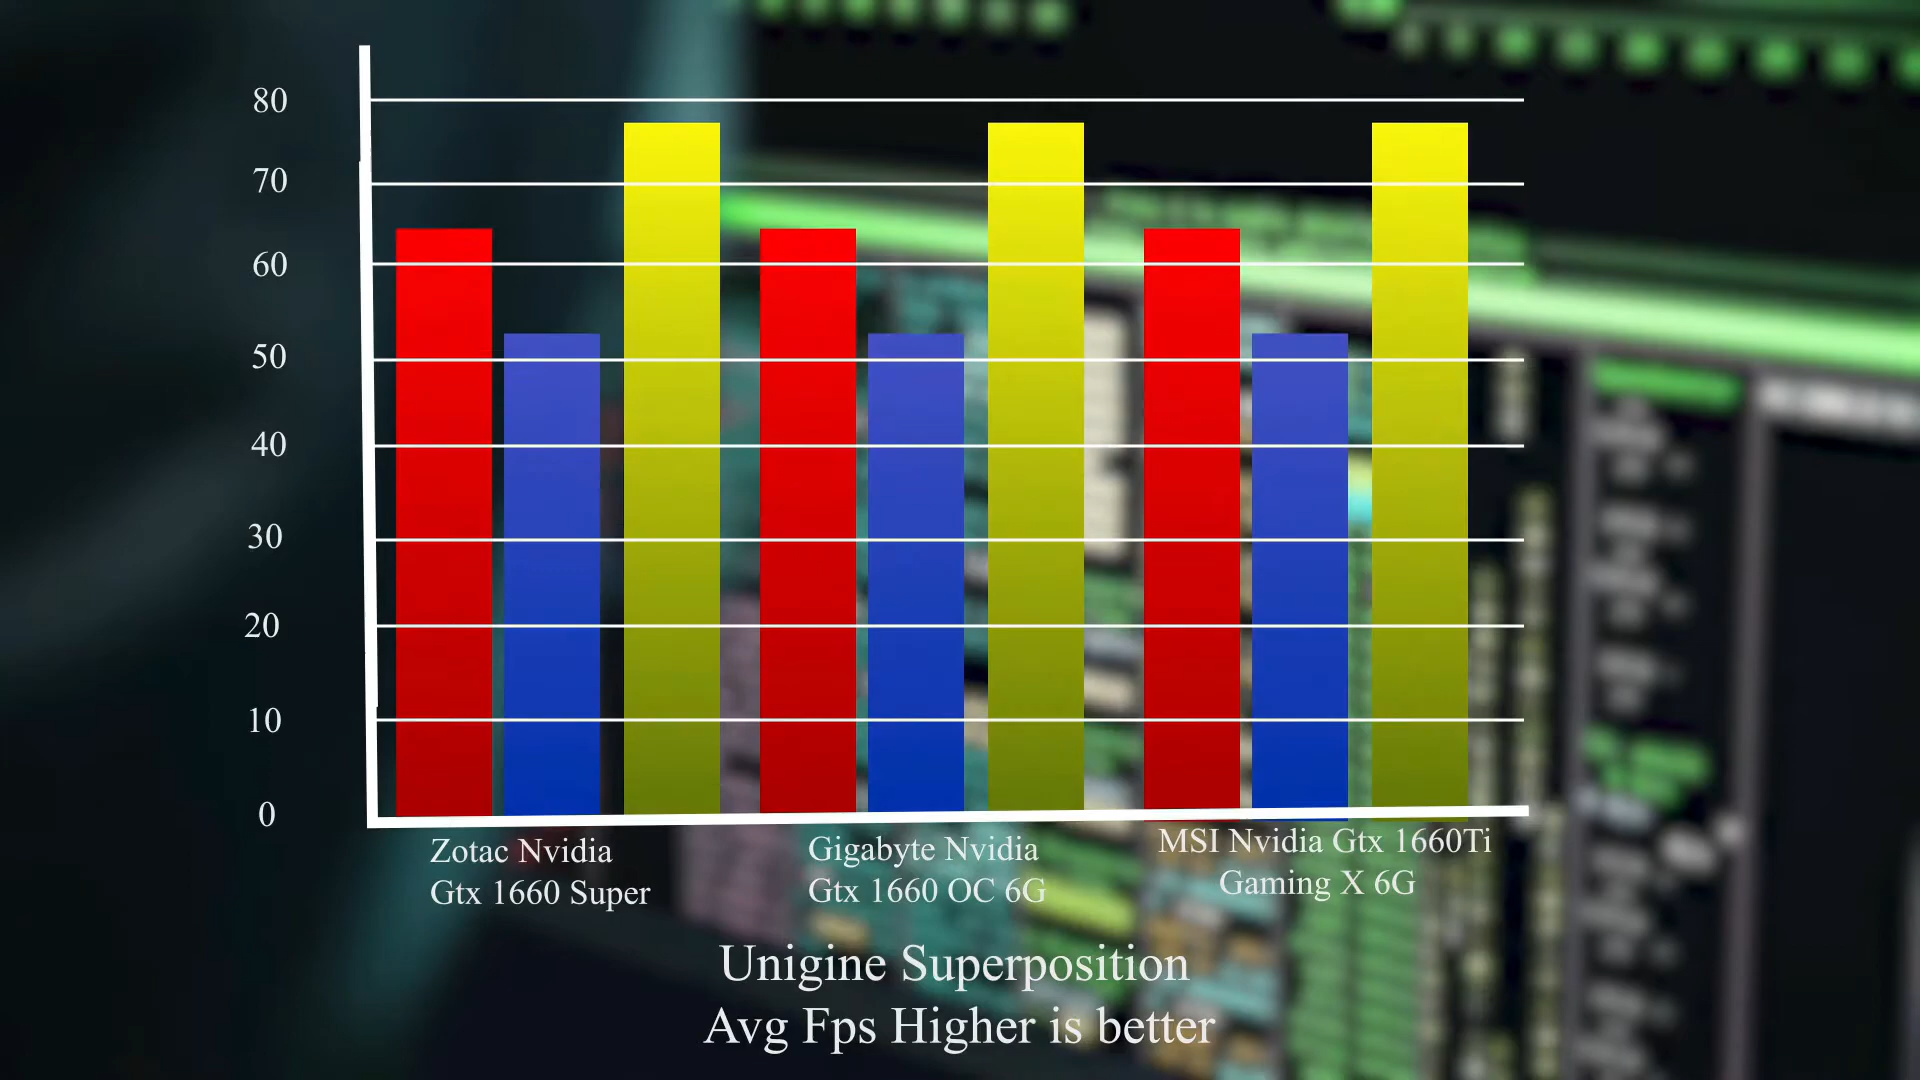 80
70
60
50
40
30
20
10
0
Zotac Nvidia
Gtx 1660 Super
Gigabyte Nvidia
Gtx 1660 OC 6G
MSI Nvidia Gtx 1660Ti
Gaming X 6G
Unigine Superposition
Avg Fps Higher is better